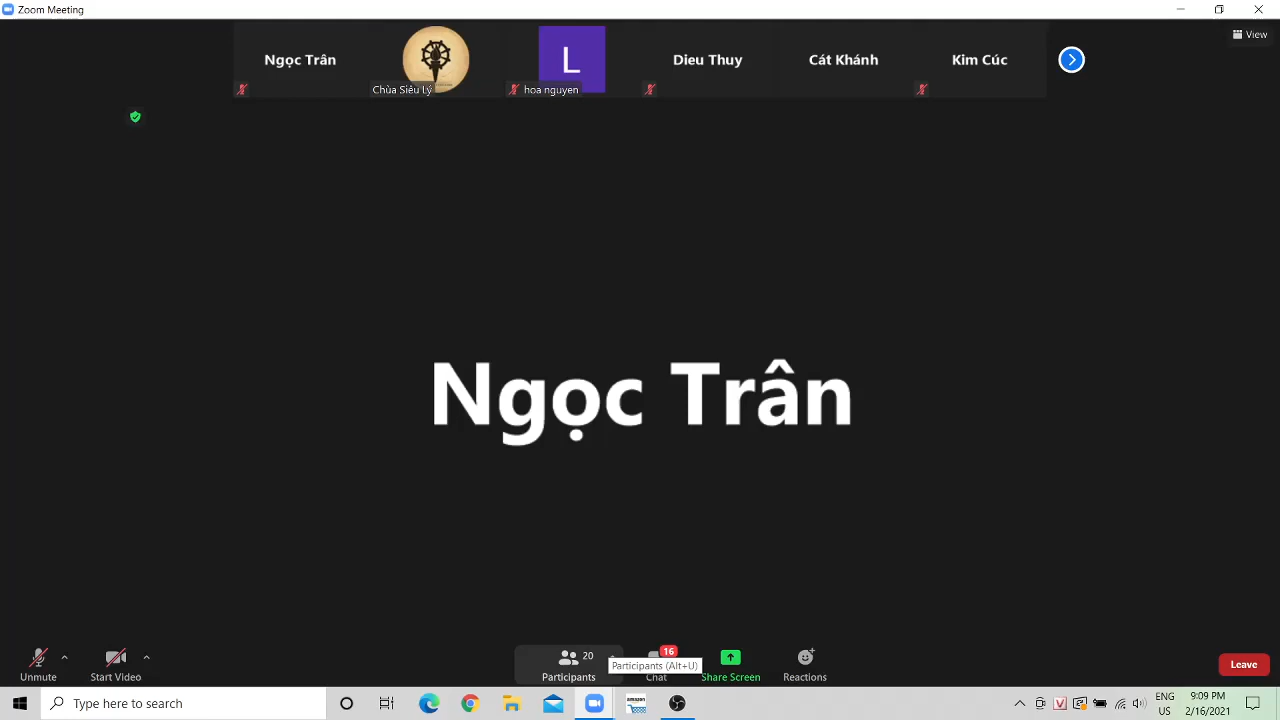 Zoom Meeting
View
Ngọc Trân
Chùa Siêu Lý
L
hoa nguyen
Dieu Thuy
Cát Khánh
Kim Cúc
Ngọc Trân
Unmute
Start Video
20
Participants
Participants (Alt+U)
16
Chat
Share Screen
Reactions
Leave
Type here to search
amazon
V
ENG
US
9:09 PM
2/16/2021